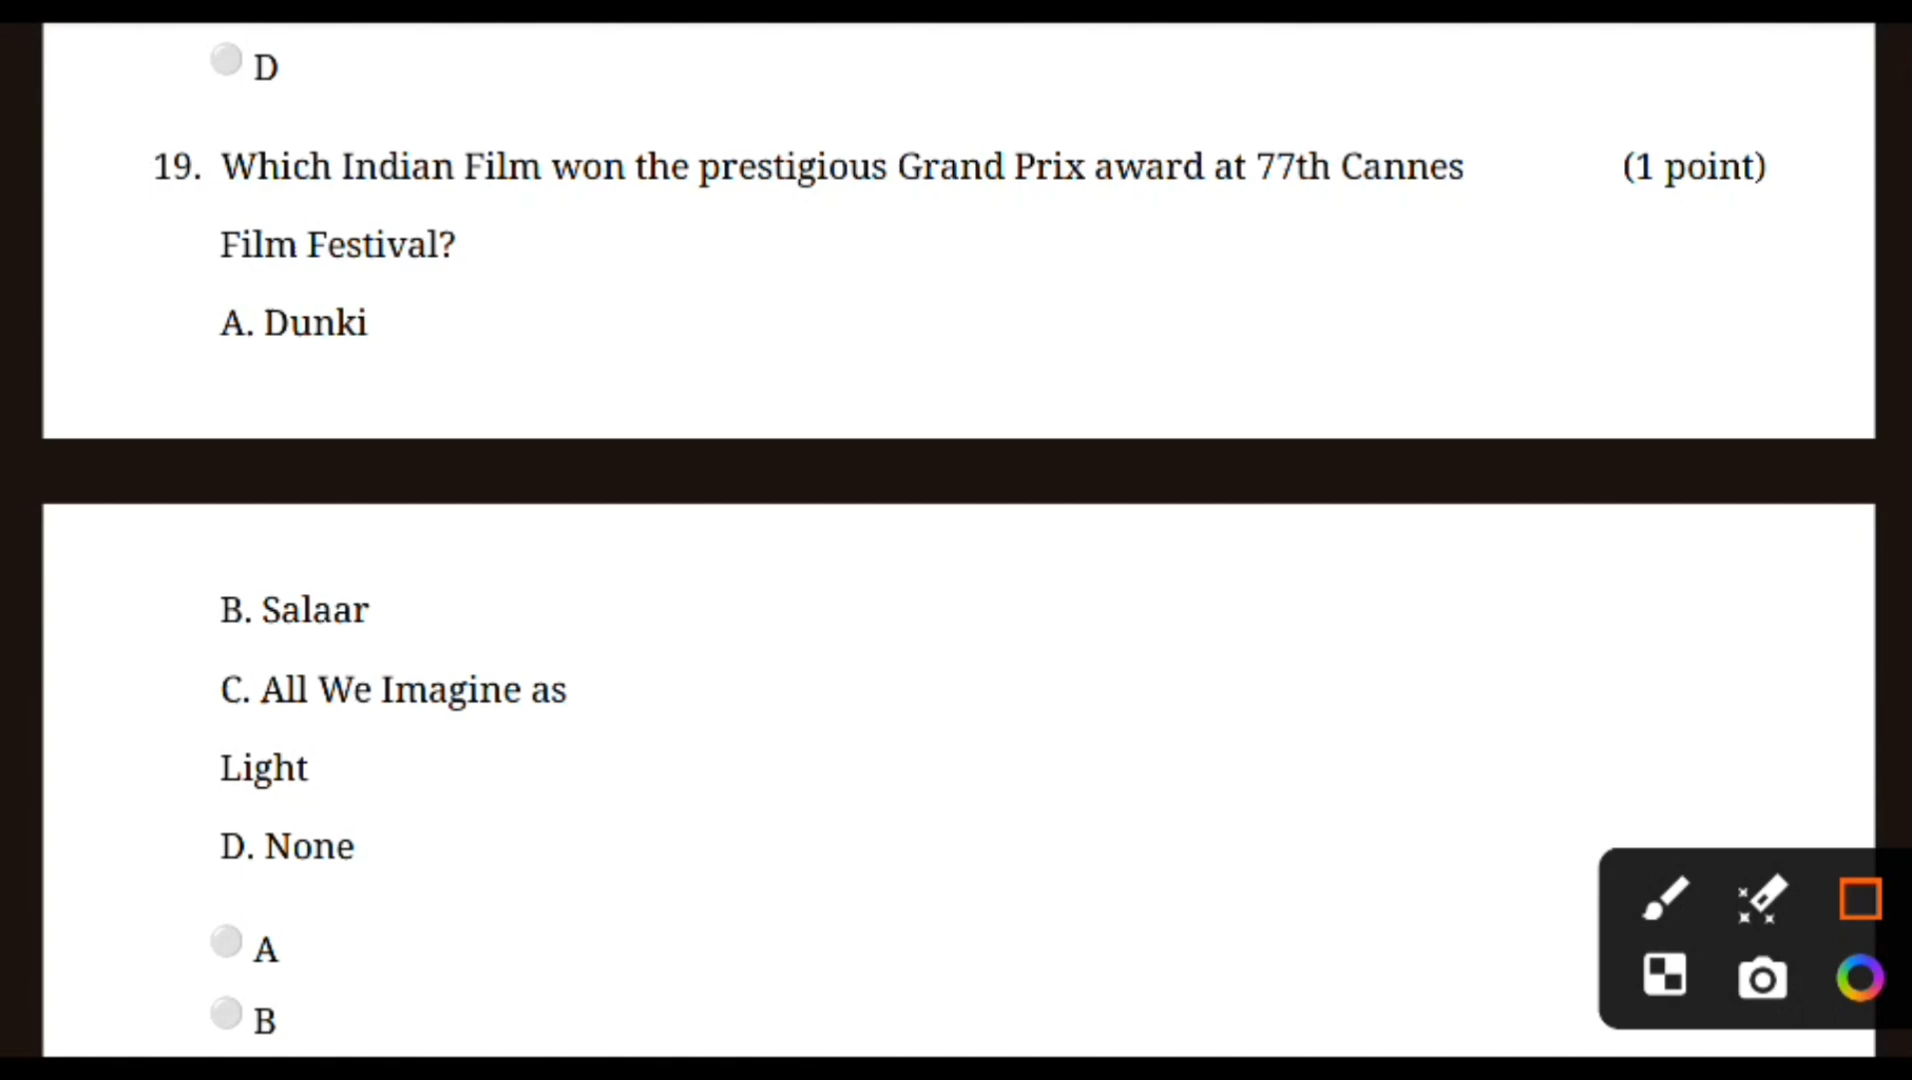 D
19. Which Indian Film won the prestigious Grand Prix award at 77th Cannes (1 point)
Film Festival?
A. Dunki
B. Salaar
C. All We Imagine as
Light
D. None
A
B